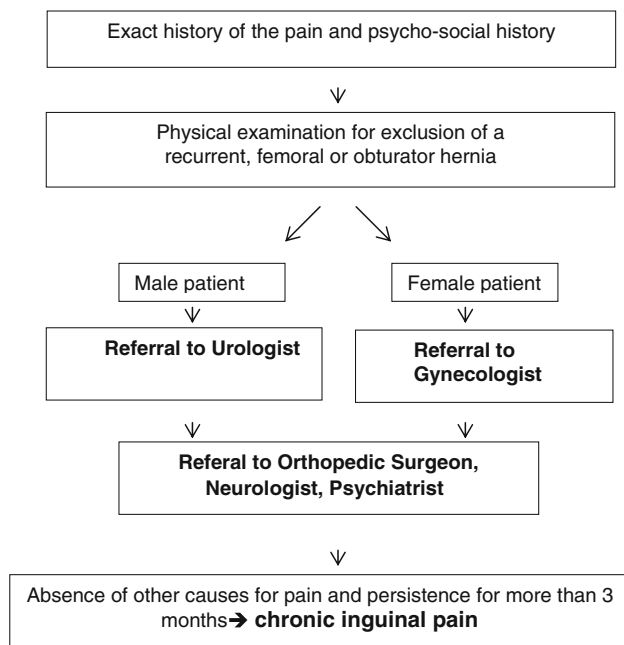 Exact history of the pain and psycho-social history
Physical examination for exclusion of a
recurrent, femoral or obturator hernia
Male patient
Female patient
Referral to Urologist
Referral to
Gynecologist
Referal to Orthopedic Surgeon,
Neurologist, Psychiatrist
Absence of other causes for pain and persistence for more than 3
months➔ chronic inguinal pain